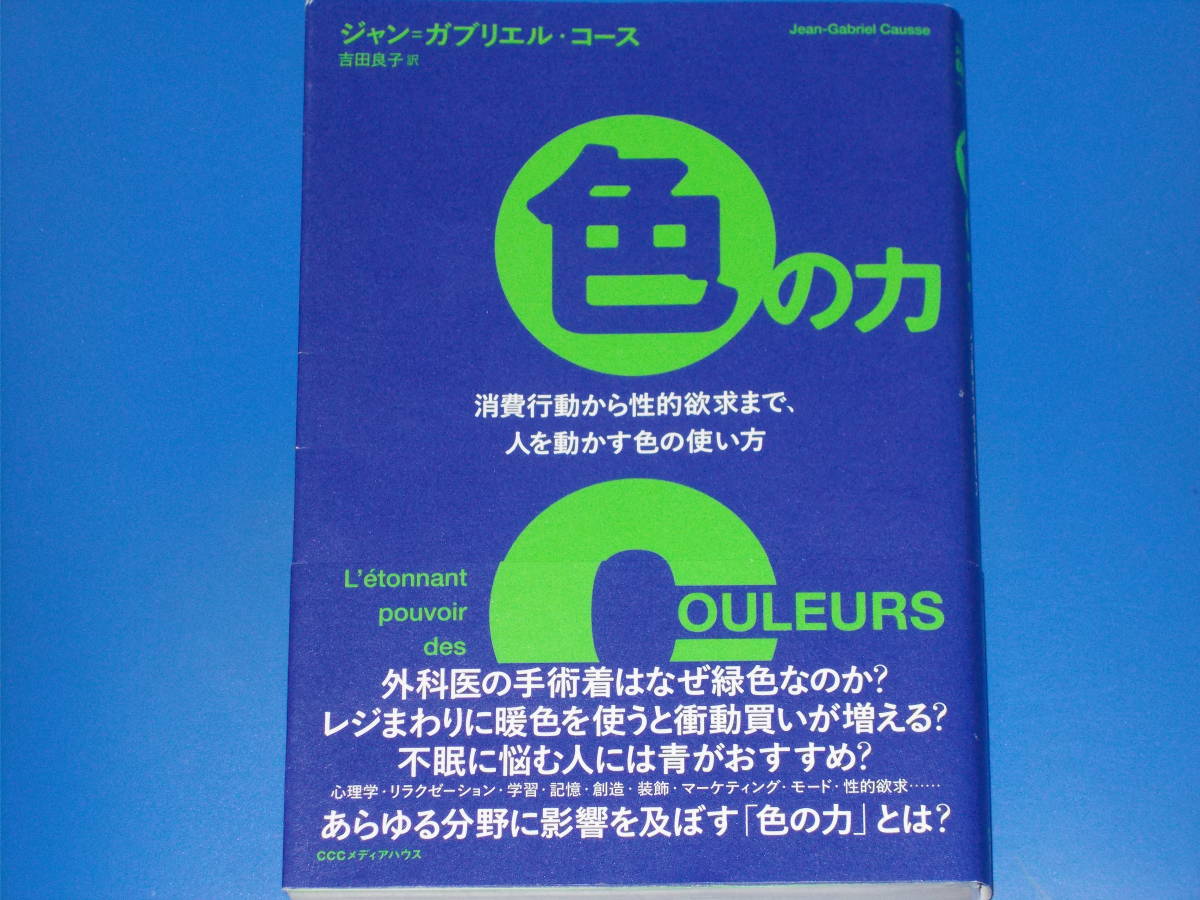 ジャン=ガブリエル・コース
Jean-Gabriel Causse
吉田良子 訳
色の力
消費行動から性的欲求まで、
人を動かす色の使い方
L'étonnant
pouvoir
des
COULEURS
外科医の手術着はなぜ緑色なのか?
レジまわりに暖色を使うと衝動買いが増える?
不眠に悩む人には青がおすすめ?
心理学・リラクゼーション・学習・記憶・創造・装飾・マーケティング・モード・性的欲求……
あらゆる分野に影響を及ぼす「色の力」とは?
CCCメディアハウス